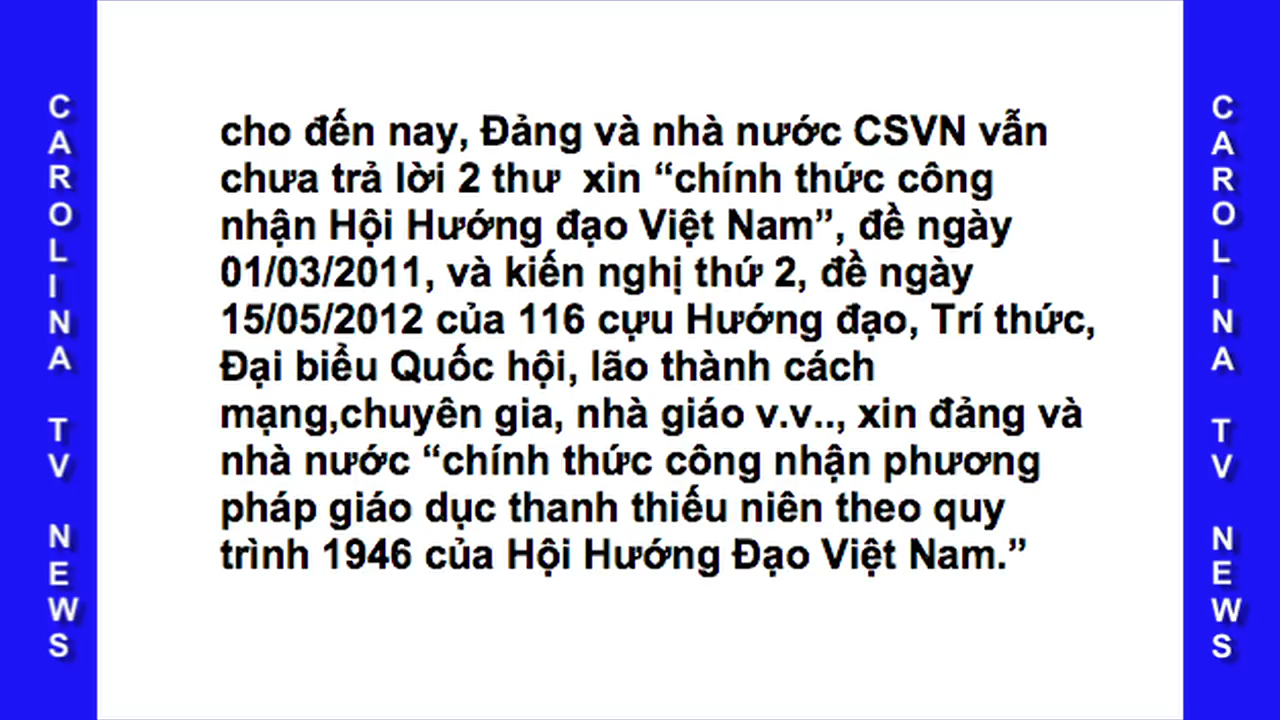 CAROLINA TV NEWS
cho đến nay, Đảng và nhà nước CSVN vẫn
chưa trả lời 2 thư  xin “chính thức công
nhận Hội Hướng đạo Việt Nam”, đề ngày
01/03/2011, và kiến nghị thứ 2, đề ngày
15/05/2012 của 116 cựu Hướng đạo, Trí thức,
Đại biểu Quốc hội, lão thành cách
mạng,chuyên gia, nhà giáo v.v.., xin đảng và
nhà nước “chính thức công nhận phương
pháp giáo dục thanh thiếu niên theo quy
trình 1946 của Hội Hướng Đạo Việt Nam.”
CAROLINA TV NEWS